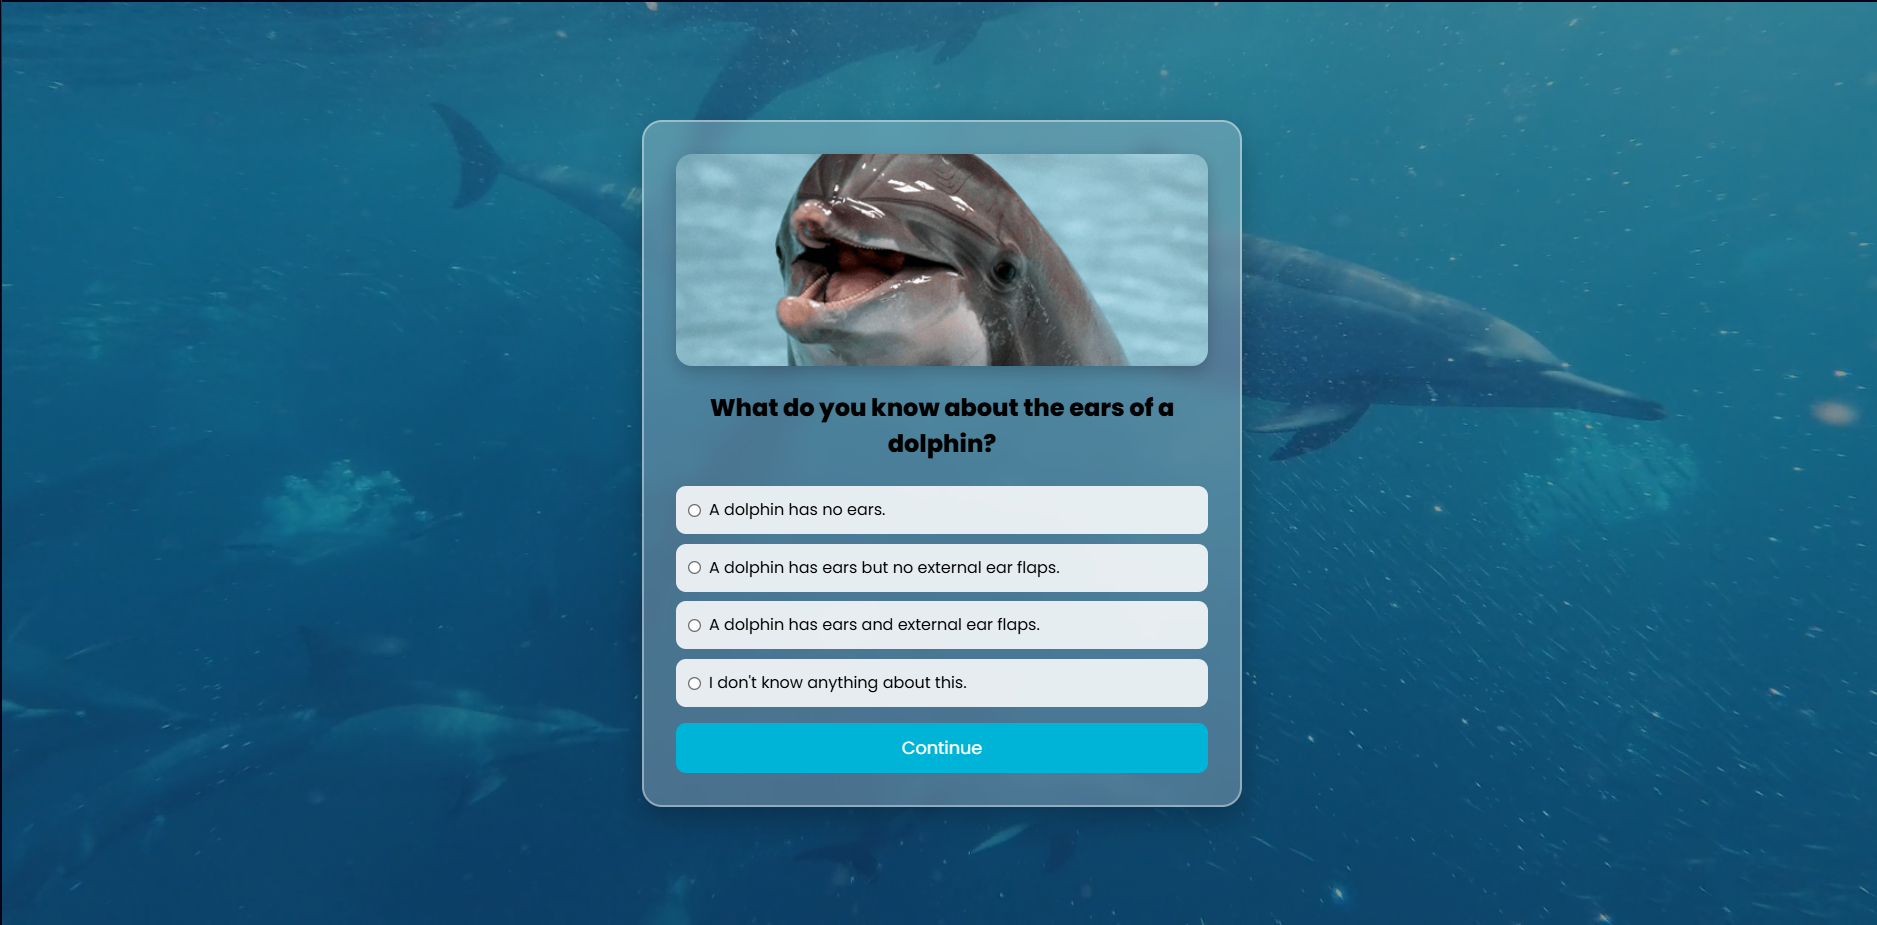 What do you know about the ears of a
dolphin?
A dolphin has no ears.
A dolphin has ears but no external ear flaps.
A dolphin has ears and external ear flaps.
I don't know anything about this.
Continue